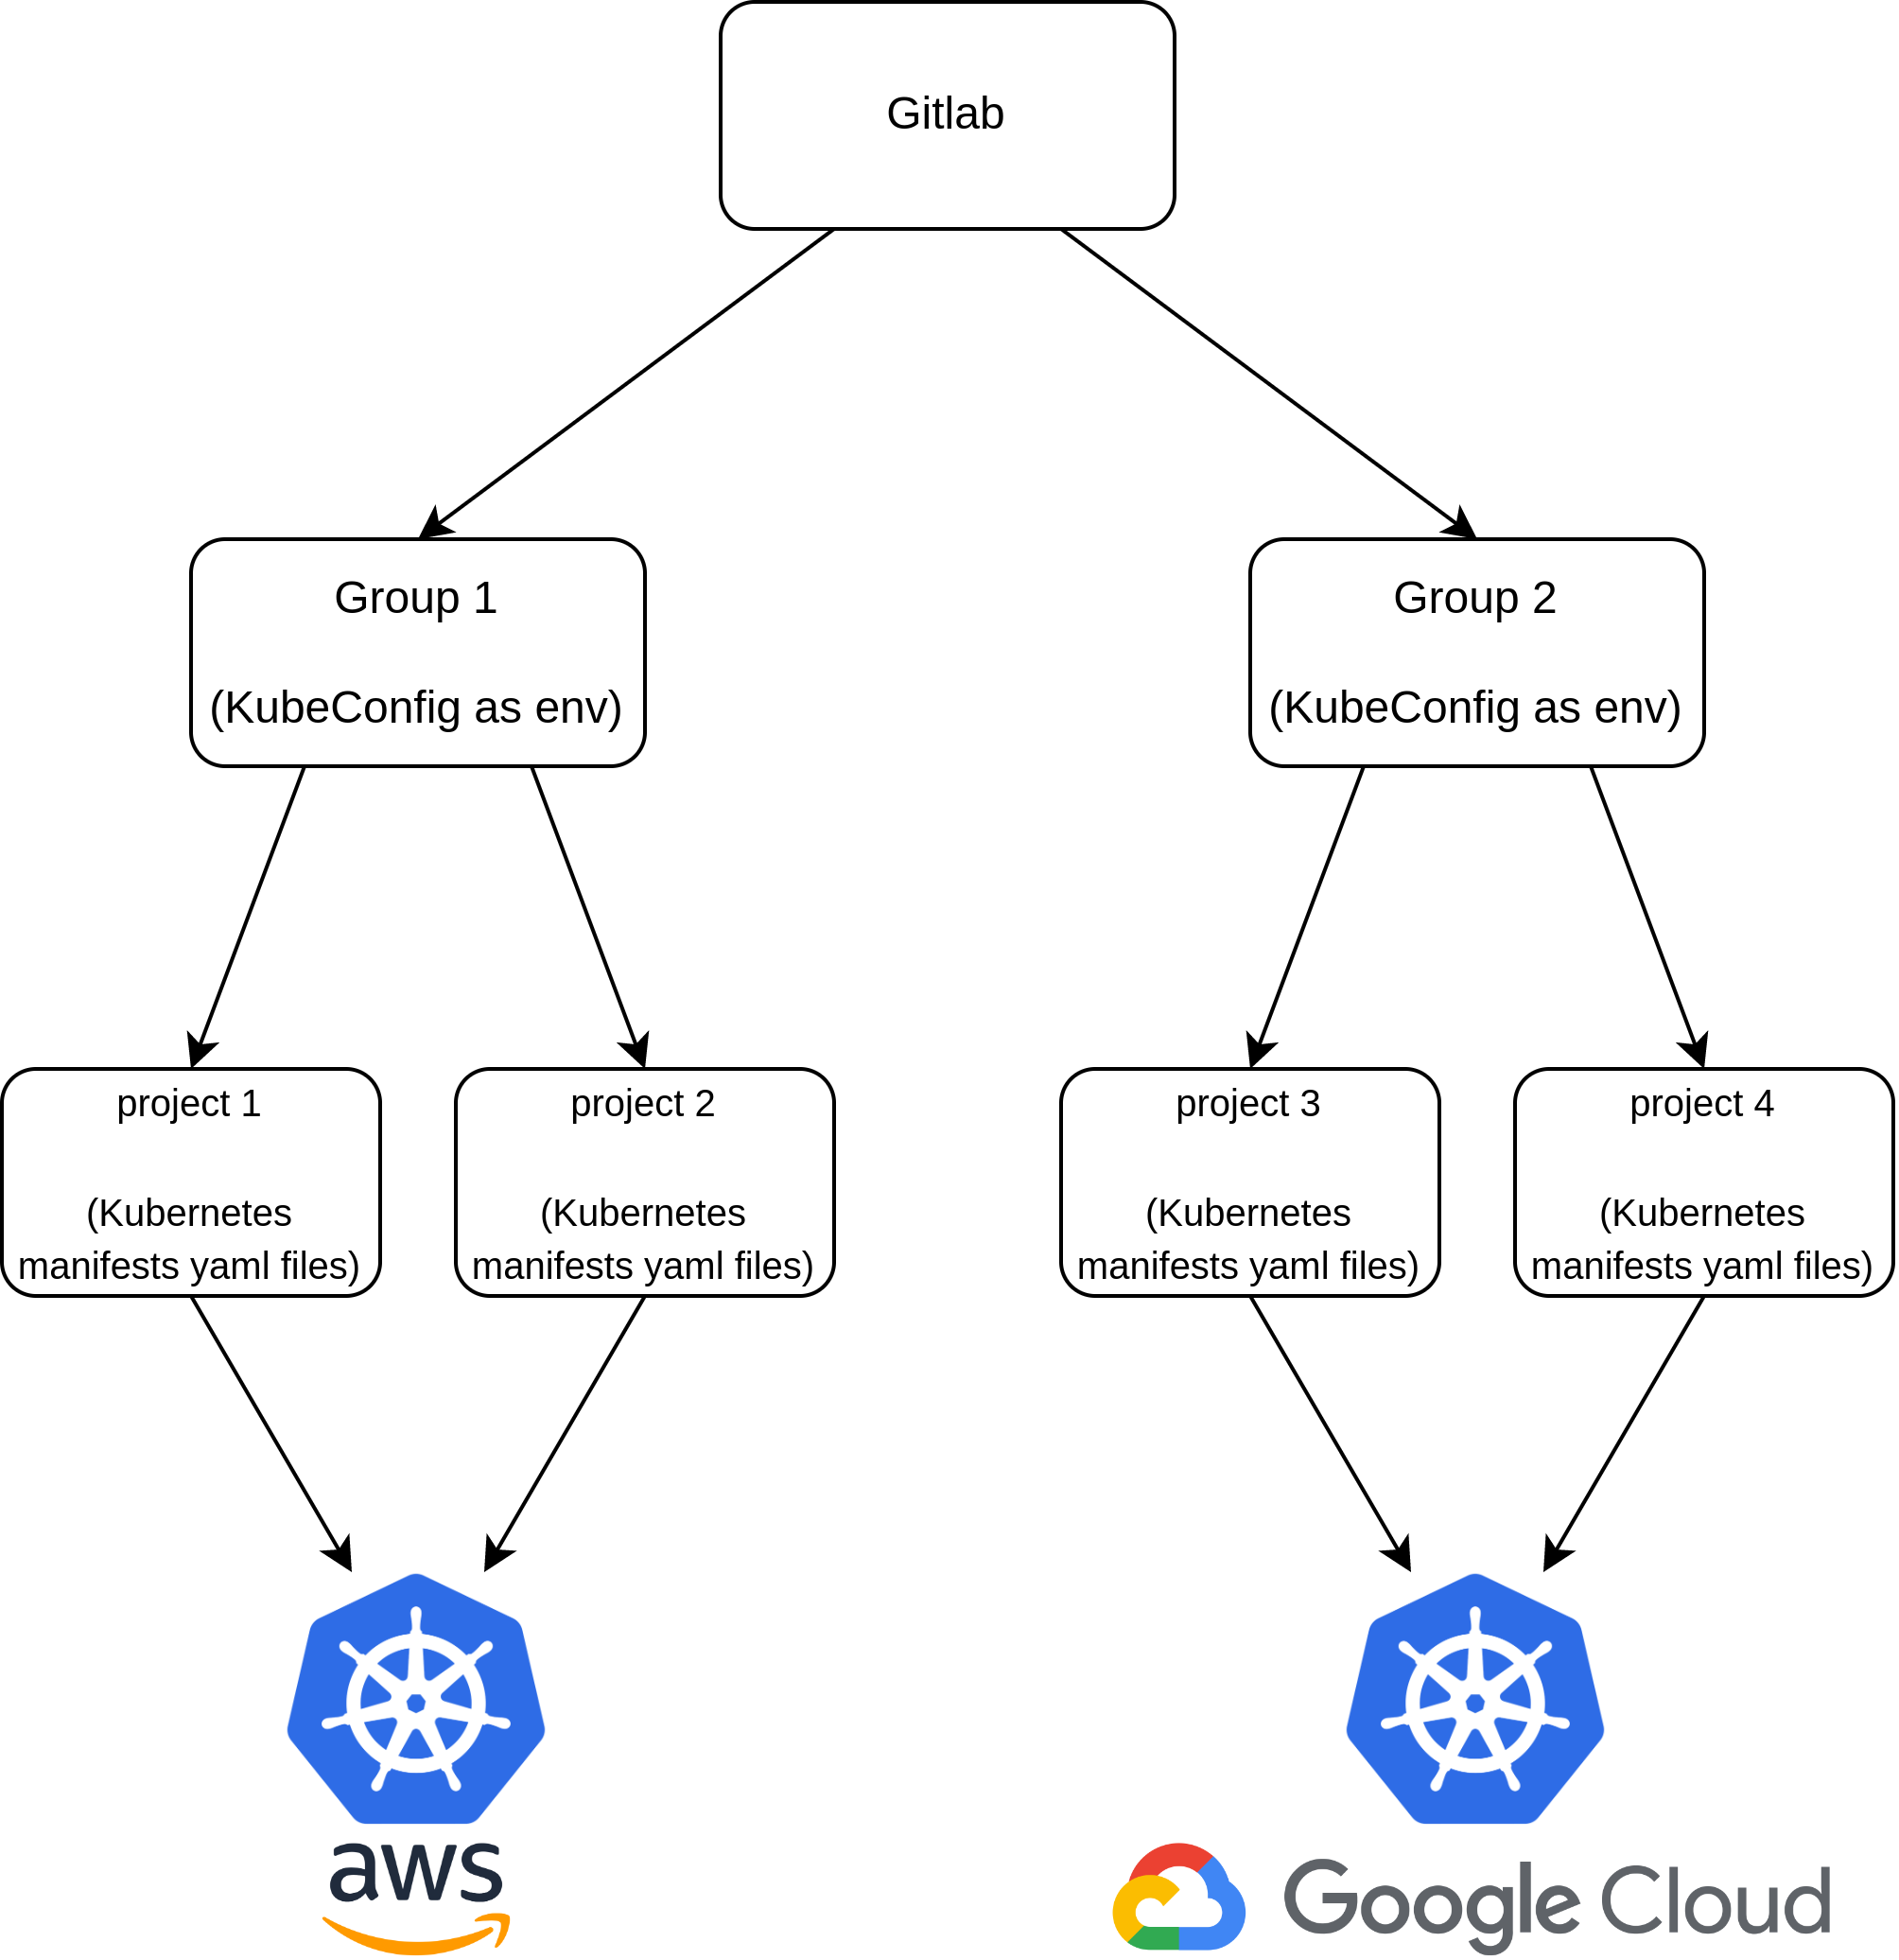 Gitlab
Group 1
(KubeConfig as env)
Group 2
(KubeConfig as env)
project 1
(Kubernetes
manifests yaml files)
project 2
(Kubernetes
manifests yaml files)
project 3
(Kubernetes
manifests yaml files)
project 4
(Kubernetes
manifests yaml files)
aws
Google Cloud